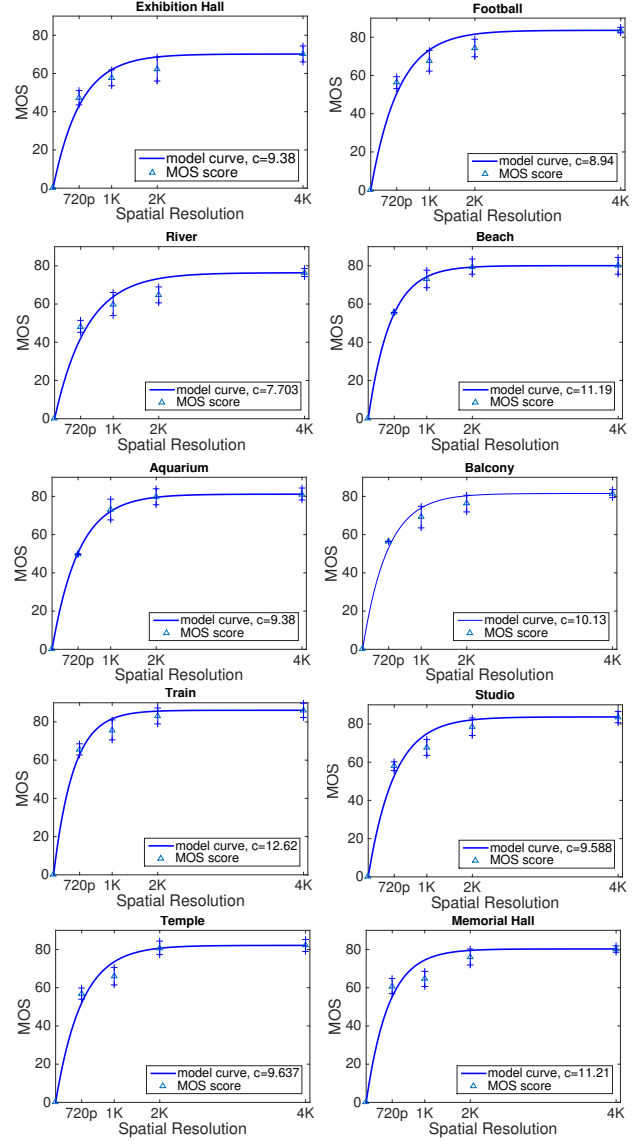 Exhibition Hall
MOS
80
60
40
20
0
720p 1K 2K 4K
Spatial Resolution
model curve, c=9.38
MOS score
Football
MOS
80
60
40
20
0
720p 1K 2K 4K
Spatial Resolution
model curve, c=8.94
MOS score
River
MOS
80
60
40
20
0
720p 1K 2K 4K
Spatial Resolution
model curve, c=7.703
MOS score
Beach
MOS
80
60
40
20
0
720p 1K 2K 4K
Spatial Resolution
model curve, c=11.19
MOS score
Aquarium
MOS
80
60
40
20
0
720p 1K 2K 4K
Spatial Resolution
model curve, c=9.38
MOS score
Balcony
MOS
80
60
40
20
0
720p 1K 2K 4K
Spatial Resolution
model curve, c=10.13
MOS score
Train
MOS
80
60
40
20
0
720p 1K 2K 4K
Spatial Resolution
model curve, c=12.62
MOS score
Studio
MOS
80
60
40
20
0
720p 1K 2K 4K
Spatial Resolution
model curve, c=9.588
MOS score
Temple
MOS
80
60
40
20
0
720p 1K 2K 4K
Spatial Resolution
model curve, c=9.637
MOS score
Memorial Hall
MOS
80
60
40
20
0
720p 1K 2K 4K
Spatial Resolution
model curve, c=11.21
MOS score